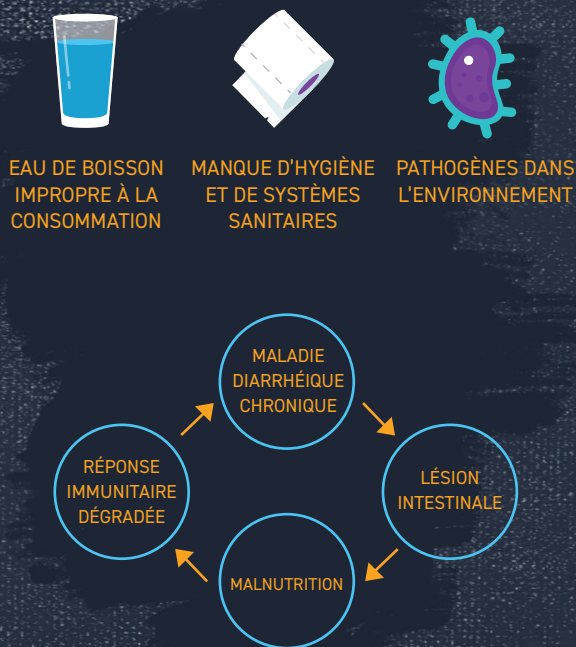 EAU DE BOISSON
IMPROPRE À LA
CONSOMMATION
MANQUE D'HYGIÈNE
ET DE SYSTÈMES
SANITAIRES
PATHOGÈNES DANS
L'ENVIRONNEMENT
MALADIE
DIARRHÉIQUE
CHRONIQUE
LÉSION
INTESTINALE
MALNUTRITION
RÉPONSE
IMMUNITAIRE
DÉGRADÉE